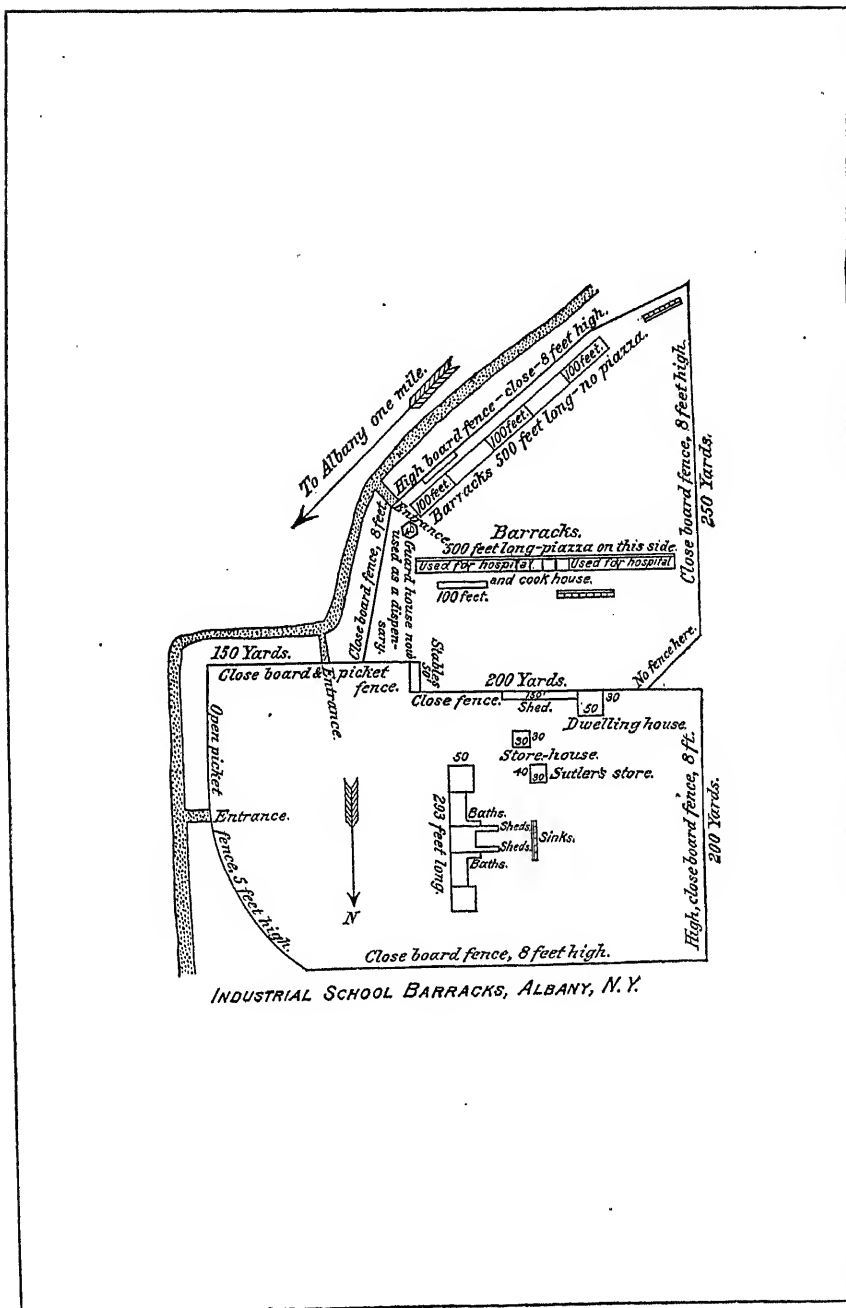 To Albany one mile.
High board fence-close-8 feet high.
100 feet.
100 feet.
100 feet.
Barracks 500 feet long-no piazza.
Entrance.
Close board fence, 8 feet high.
250 Yards.
Close board fence, 8 feet
Guard house now
used as a dispen-
sary.
Barracks.
500 feet long-piazza on this side.
Used for hospital
Used for hospital
and cook house.
100 feet.
No fence here.
150 Yards.
Close board & picket
fence.
Entrance.
Stables
50'
200 Yards.
Close fence.
150'
Shed.
50
30
Dwelling house.
30
30
Store-house.
40
30
Sutler's store.
50
293 feet long.
Baths.
Sheds.
Sheds.
Baths.
Sinks.
Open picket
fence, 5 feet high.
Entrance.
N
High, close board fence, 8 ft.
200 Yards.
Close board fence, 8 feet high.
INDUSTRIAL SCHOOL BARRACKS, ALBANY, N.Y.